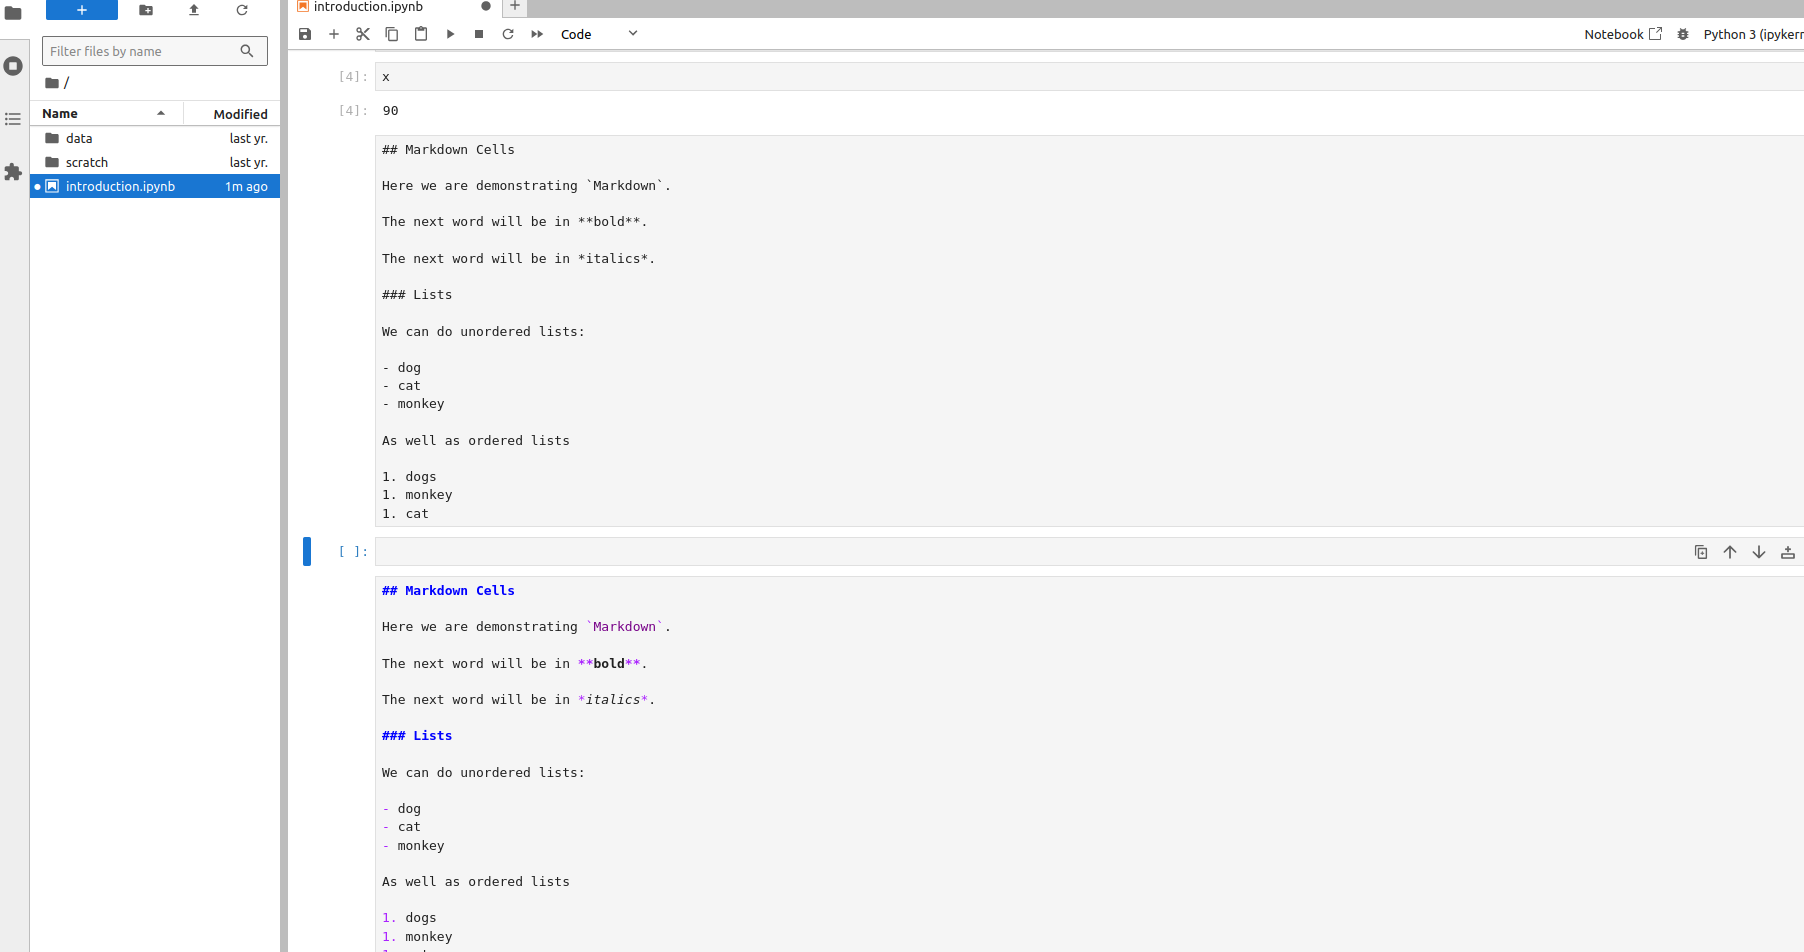 introduction.ipynb
Code
Notebook
Python 3 (ipykern
Filter files by name
/
Name Modified
data last yr.
scratch last yr.
introduction.ipynb 1m ago
[4]: x
[4]: 90
## Markdown Cells
Here we are demonstrating `Markdown`.
The next word will be in **bold**.
The next word will be in *italics*.
### Lists
We can do unordered lists:
- dog
- cat
- monkey
As well as ordered lists
1. dogs
1. monkey
1. cat
[ ]:
## Markdown Cells
Here we are demonstrating `Markdown`.
The next word will be in **bold**.
The next word will be in *italics*.
### Lists
We can do unordered lists:
- dog
- cat
- monkey
As well as ordered lists
1. dogs
1. monkey